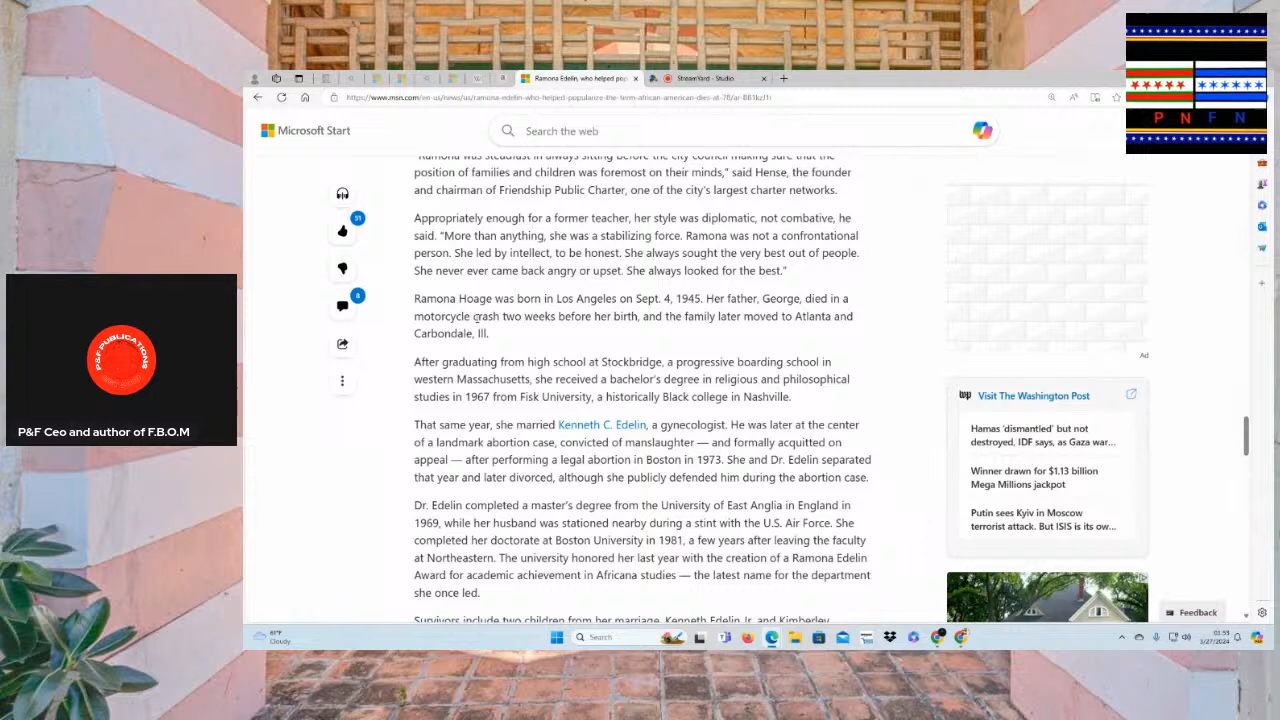 Ramona Edelin, who helped pop
StreamYard - Studio
https://www.msn.com/en-us/news/us/ramona-edelin-who-helped-popularize-the-term-african-american-dies-at-78/ar-BB1kzJ1i
PNFN
Microsoft Start
Search the web
"Ramona was steadfast in always sitting before the city council making sure that the
position of families and children was foremost on their minds," said Hense, the founder
and chairman of Friendship Public Charter, one of the city's largest charter networks.
51
Appropriately enough for a former teacher, her style was diplomatic, not combative, he
said. "More than anything, she was a stabilizing force. Ramona was not a confrontational
person. She led by intellect, to be honest. She always sought the very best out of people.
She never ever came back angry or upset. She always looked for the best."
8
Ramona Hoage was born in Los Angeles on Sept. 4, 1945. Her father, George, died in a
motorcycle crash two weeks before her birth, and the family later moved to Atlanta and
Carbondale, Ill.
After graduating from high school at Stockbridge, a progressive boarding school in
western Massachusetts, she received a bachelor's degree in religious and philosophical
studies in 1967 from Fisk University, a historically Black college in Nashville.
That same year, she married Kenneth C. Edelin, a gynecologist. He was later at the center
of a landmark abortion case, convicted of manslaughter — and formally acquitted on
appeal — after performing a legal abortion in Boston in 1973. She and Dr. Edelin separated
that year and later divorced, although she publicly defended him during the abortion case.
Dr. Edelin completed a master's degree from the University of East Anglia in England in
1969, while her husband was stationed nearby during a stint with the U.S. Air Force. She
completed her doctorate at Boston University in 1981, a few years after leaving the faculty
at Northeastern. The university honored her last year with the creation of a Ramona Edelin
Award for academic achievement in Africana studies — the latest name for the department
she once led.
Survivors include two children from her marriage, Kenneth Edelin Jr. and Kimberley
Ad
wp Visit The Washington Post
Hamas 'dismantled' but not
destroyed, IDF says, as Gaza war...
Winner drawn for $1.13 billion
Mega Millions jackpot
Putin sees Kyiv in Moscow
terrorist attack. But ISIS is its ow...
Feedback
P&F PUBLICATIONS
P&F Ceo and author of F.B.O.M
61°F
Cloudy
Search
01:53
3/27/2024